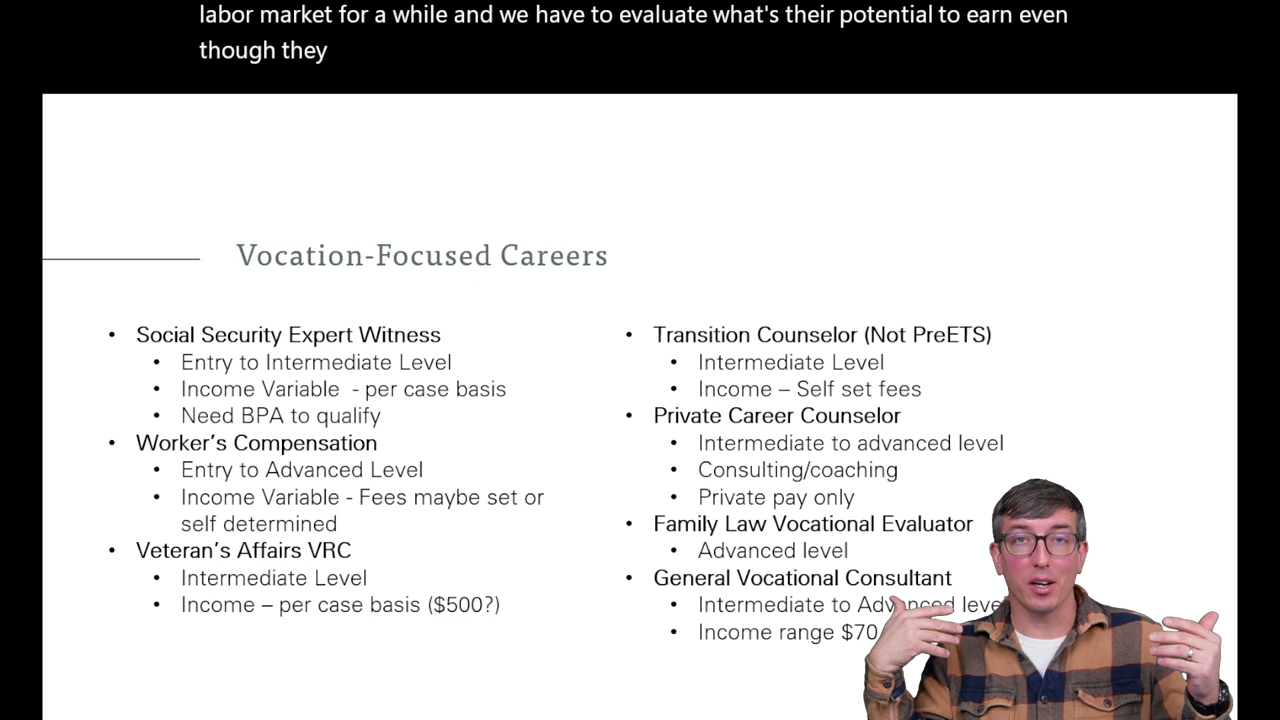 labor market for a while and we have to evaluate what's their potential to earn even
though they
Vocation-Focused Careers
• Social Security Expert Witness
• Entry to Intermediate Level
• Income Variable - per case basis
• Need BPA to qualify
• Worker's Compensation
• Entry to Advanced Level
• Income Variable - Fees maybe set or
self determined
• Veteran's Affairs VRC
• Intermediate Level
• Income – per case basis ($500?)
• Transition Counselor (Not PreETS)
• Intermediate Level
• Income – Self set fees
• Private Career Counselor
• Intermediate to advanced level
• Consulting/coaching
• Private pay only
• Family Law Vocational Evaluator
• Advanced level
• General Vocational Consultant
• Intermediate to Advanced level
• Income range $70